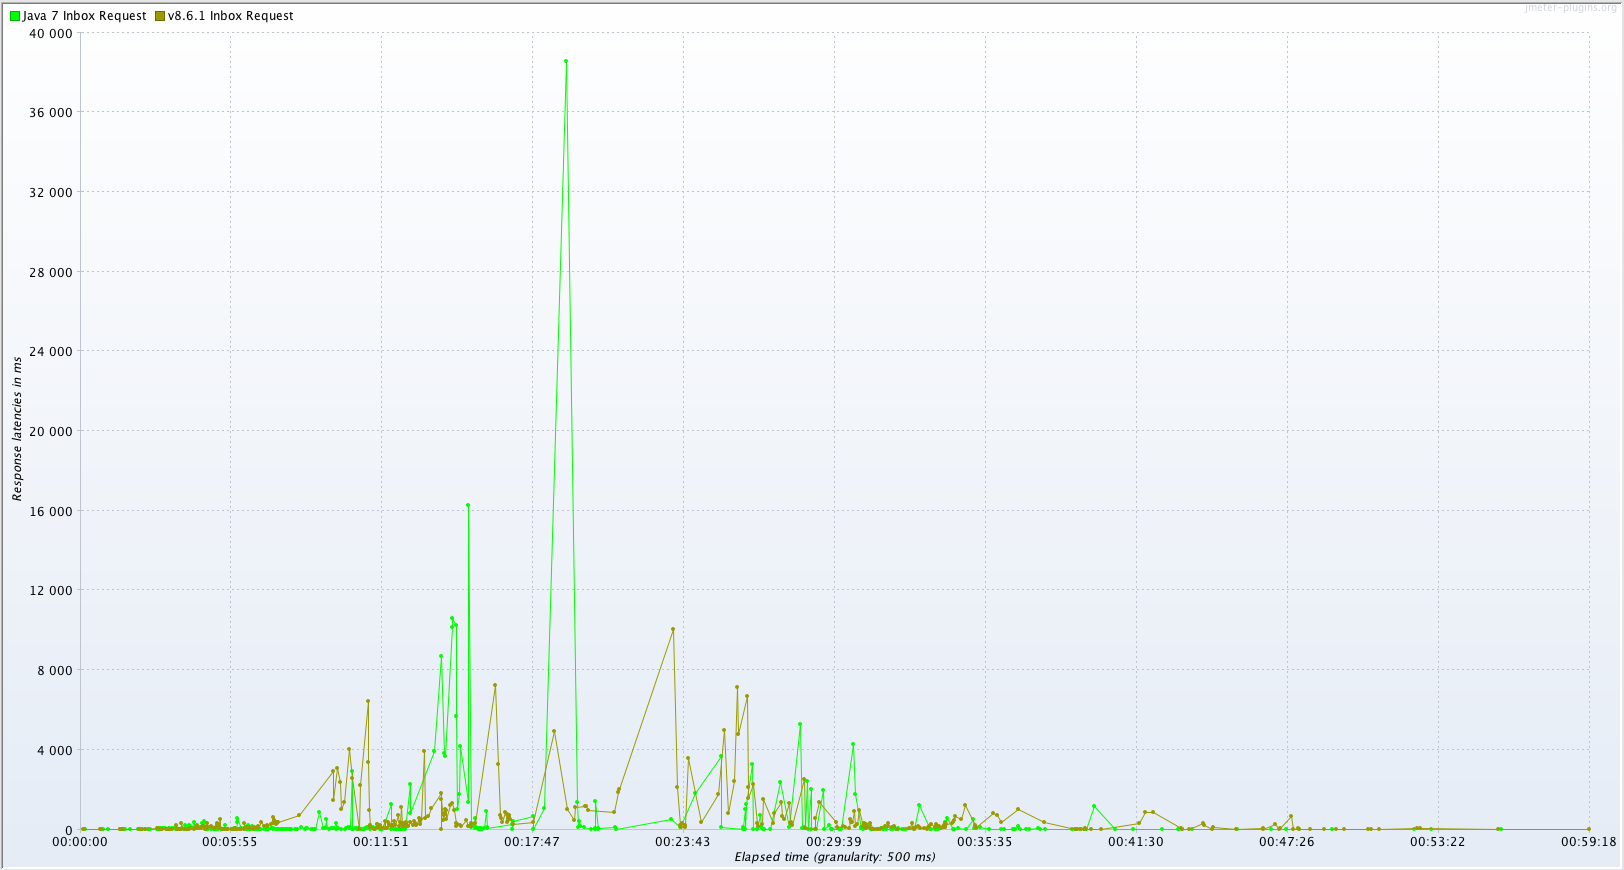 Java 7 Inbox Request v8.6.1 Inbox Request
jmeter-plugins.org
40 000
36 000
32 000
28 000
24 000
20 000
16 000
12 000
8 000
4 000
0
Response latencies in ms
00:00:00 00:05:55 00:11:51 00:17:47 00:23:43 00:29:39 00:35:35 00:41:30 00:47:26 00:53:22 00:59:18
Elapsed time (granularity: 500 ms)